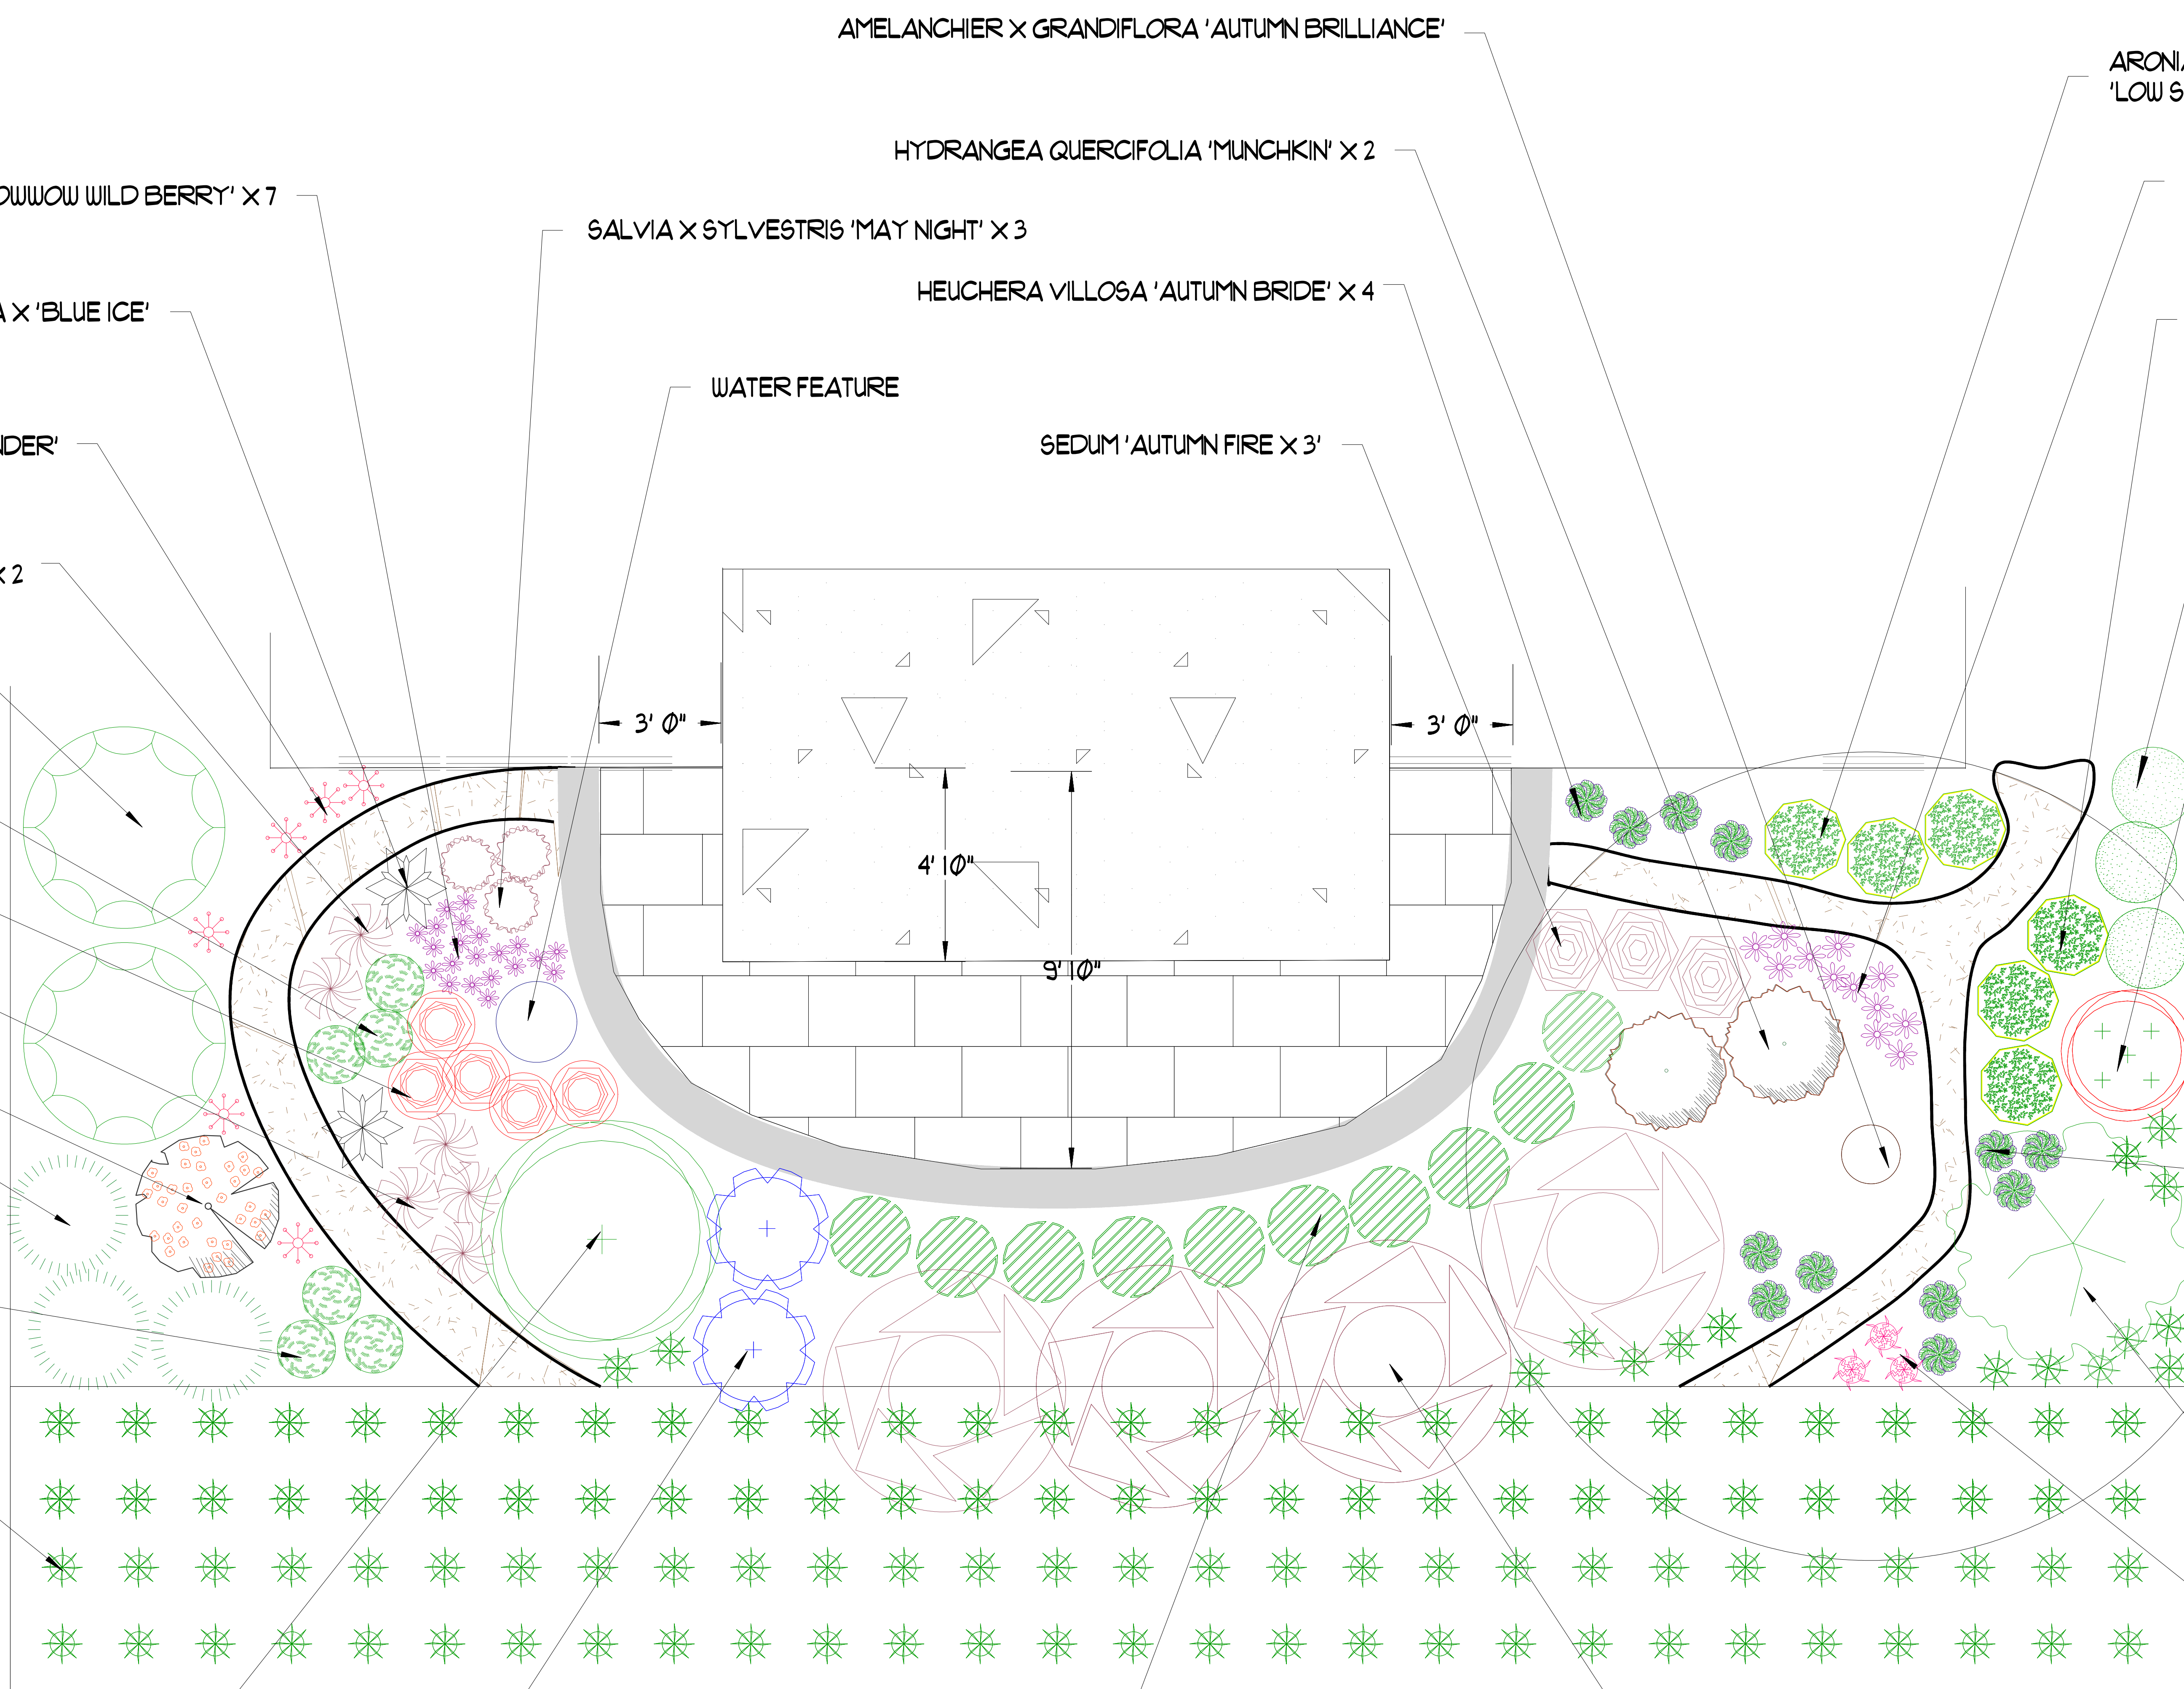 AMELANCHIER X GRANDIFLORA 'AUTUMN BRILLIANCE'
ARONIA
'LOW S
HYDRANGEA QUERCIFOLIA 'MUNCHKIN' X 2
OWWOW WILD BERRY' X 7
SALVIA X SYLVESTRIS 'MAY NIGHT' X 3
HEUCHERA VILLOSA 'AUTUMN BRIDE' X 4
A X 'BLUE ICE'
WATER FEATURE
NDER'
SEDUM 'AUTUMN FIRE X 3'
X 2
3' 0"
3' 0"
4' 10"
9' 10"